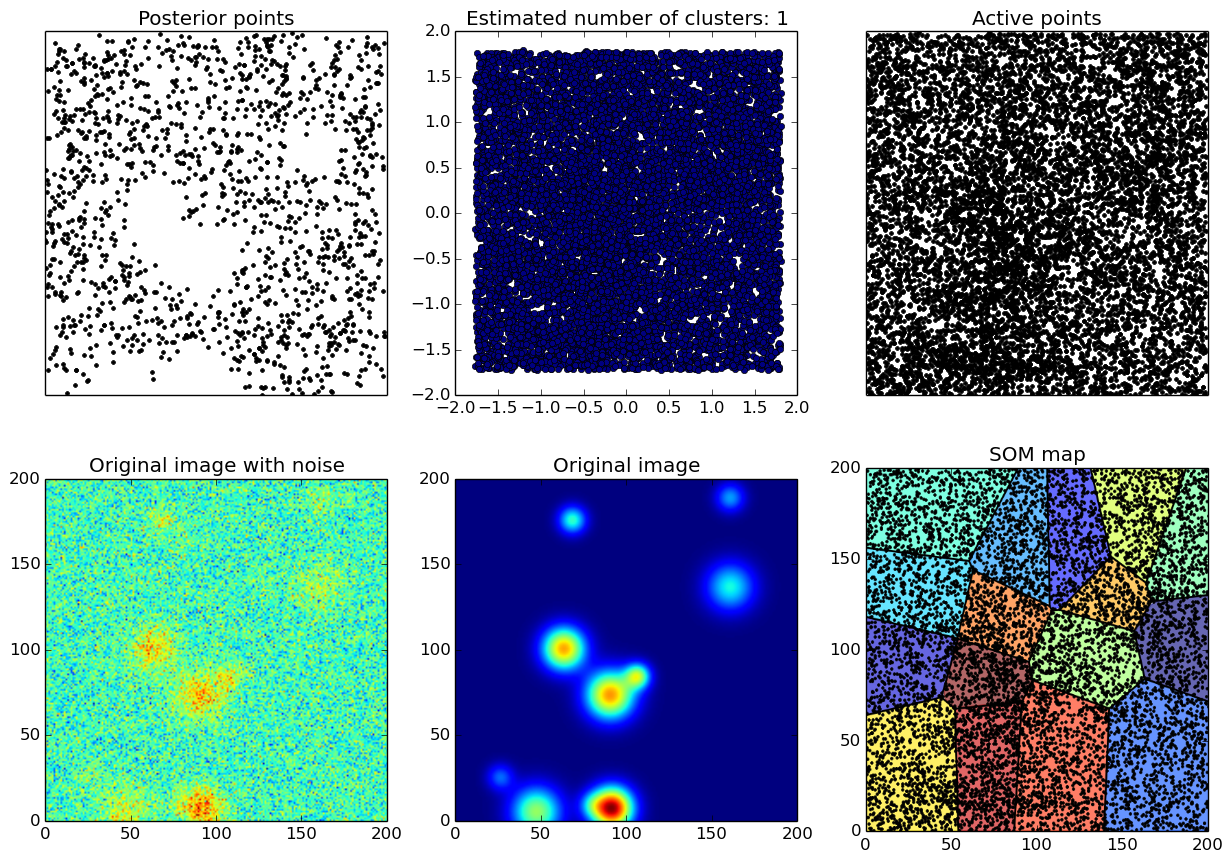 Posterior points
Estimated number of clusters: 1
Active points
2.0
1.5
1.0
0.5
0.0
−0.5
−1.0
−1.5
−2.0
−2.0 −1.5 −1.0 −0.5 0.0 0.5 1.0 1.5 2.0
Original image with noise
Original image
SOM map
200
150
100
50
0
0 50 100 150 200
200
150
100
50
0
0 50 100 150 200
200
150
100
50
0
0 50 100 150 200